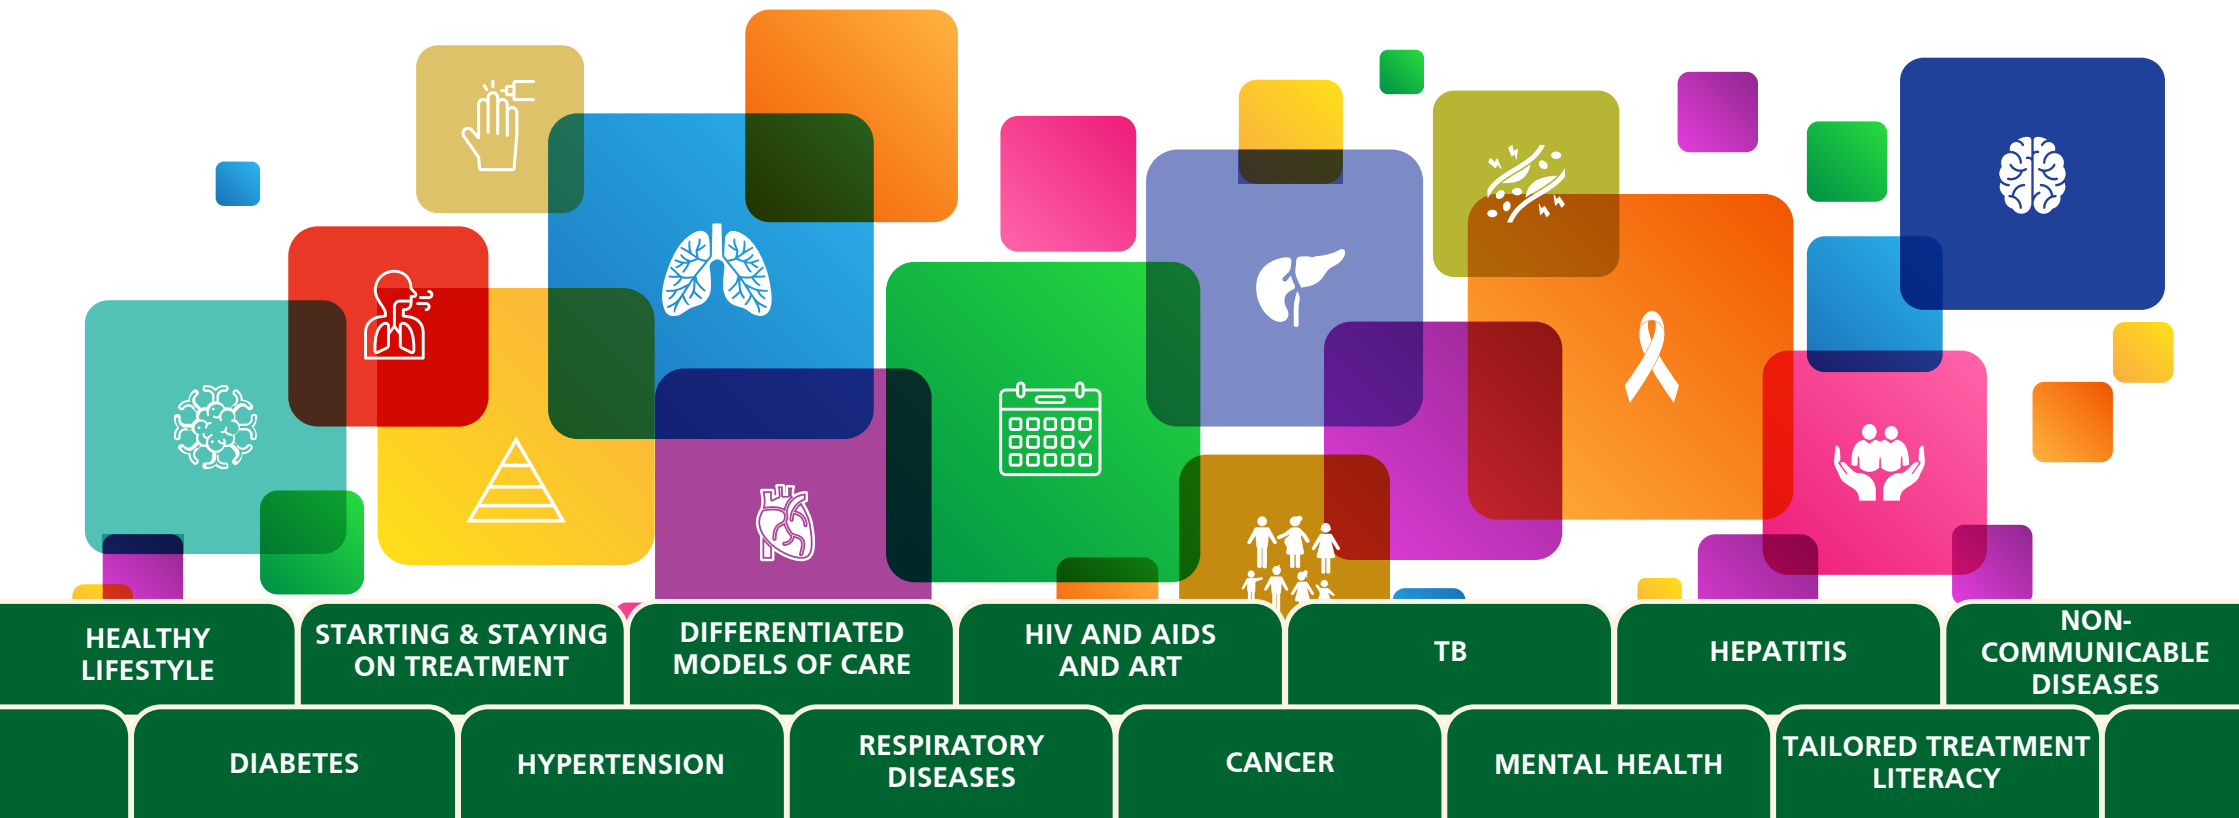 HEALTHY
LIFESTYLE
STARTING & STAYING
ON TREATMENT
DIFFERENTIATED
MODELS OF CARE
HIV AND AIDS
AND ART
TB
HEPATITIS
NON-
COMMUNICABLE
DISEASES
DIABETES
HYPERTENSION
RESPIRATORY
DISEASES
CANCER
MENTAL HEALTH
TAILORED TREATMENT
LITERACY